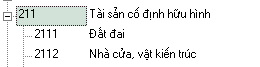 211 Tài sản cố định hữu hình
2111 Đất đai
2112 Nhà cửa, vật kiến trúc